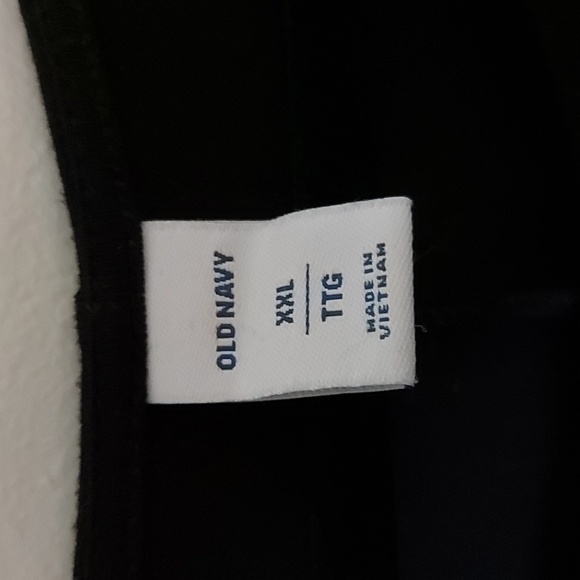 OLD NAVY
XXL
TTG
MADE IN
VIETNAM